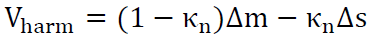 V_harm = (1 − κ_n)Δm − κ_nΔs